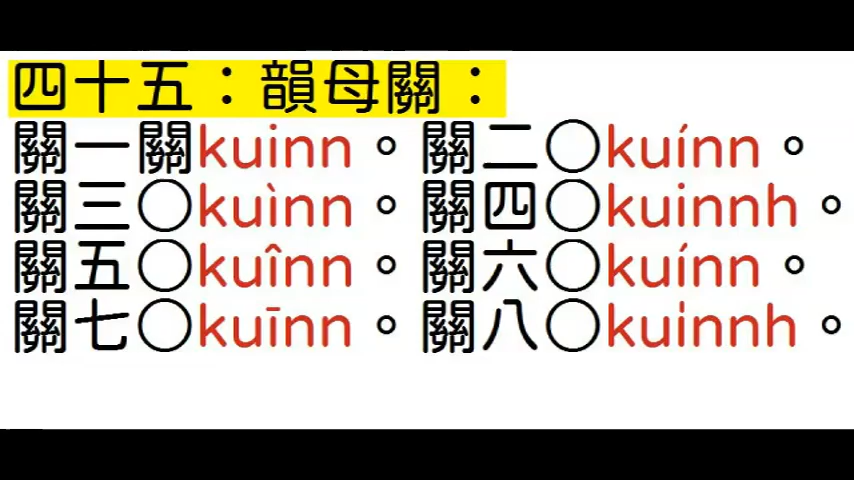 四十五：韻母關：
關一關kuinn。關二〇kuínn。
關三〇kuìnn。關四〇kuinnh。
關五〇kuînn。關六〇kuínn。
關七〇kuīnn。關八〇kuinnh。